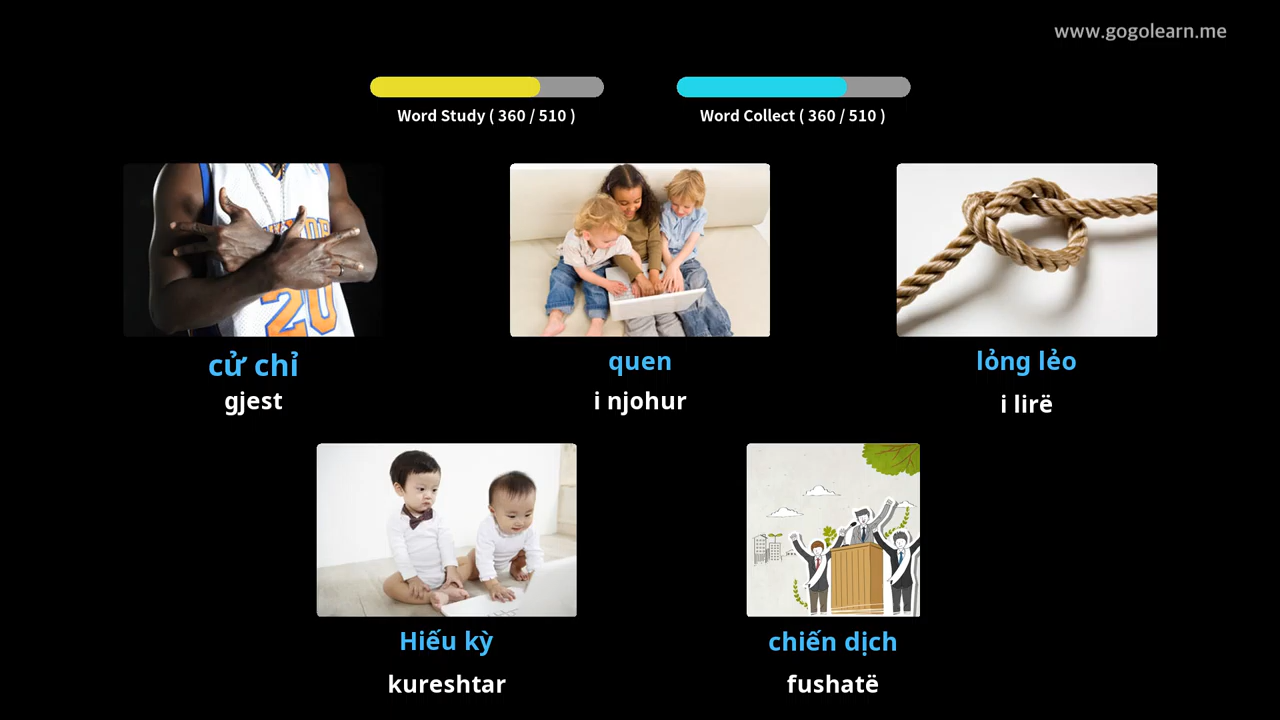 www.gogolearn.me
Word Study ( 360 / 510 )
Word Collect ( 360 / 510 )
20
cử chỉ
gjest
quen
i njohur
lỏng lẻo
i lirë
Hiếu kỳ
kureshtar
chiến dịch
fushatë